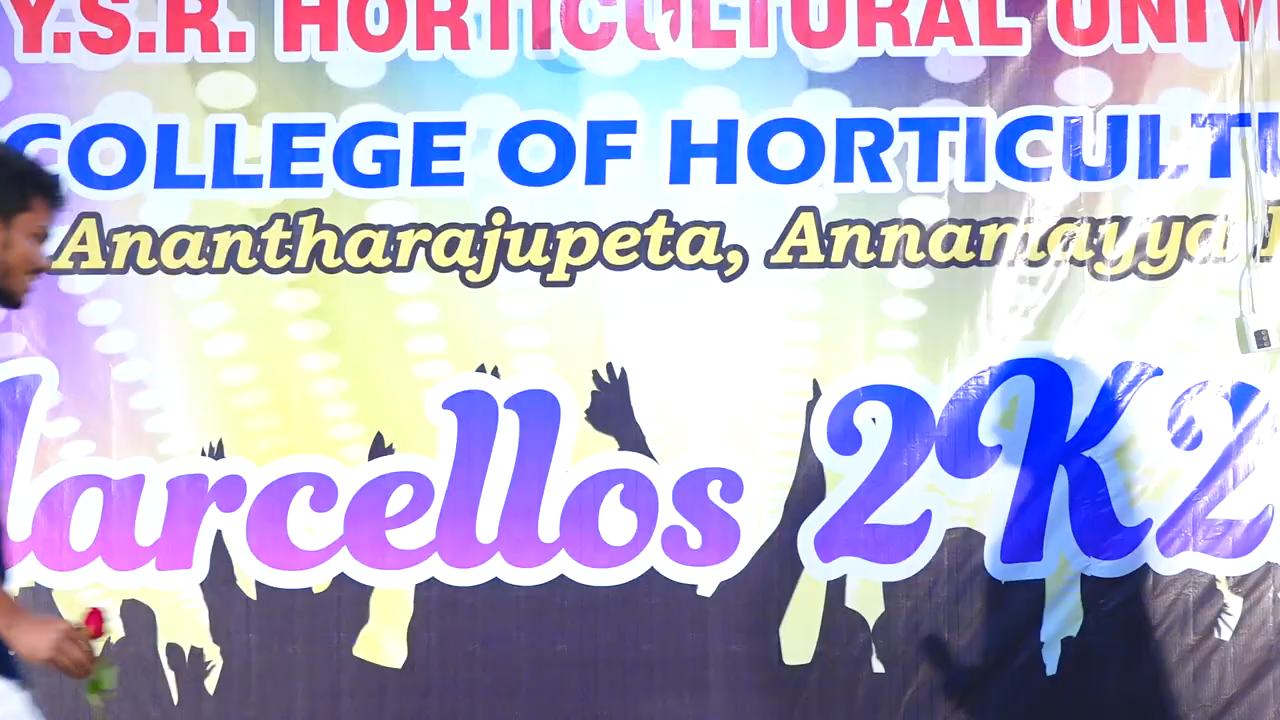 Y.S.R. HORTICULTURAL UNIV
COLLEGE OF HORTICULTU
Anantharajupeta, Annamayya
arcellos 2K2